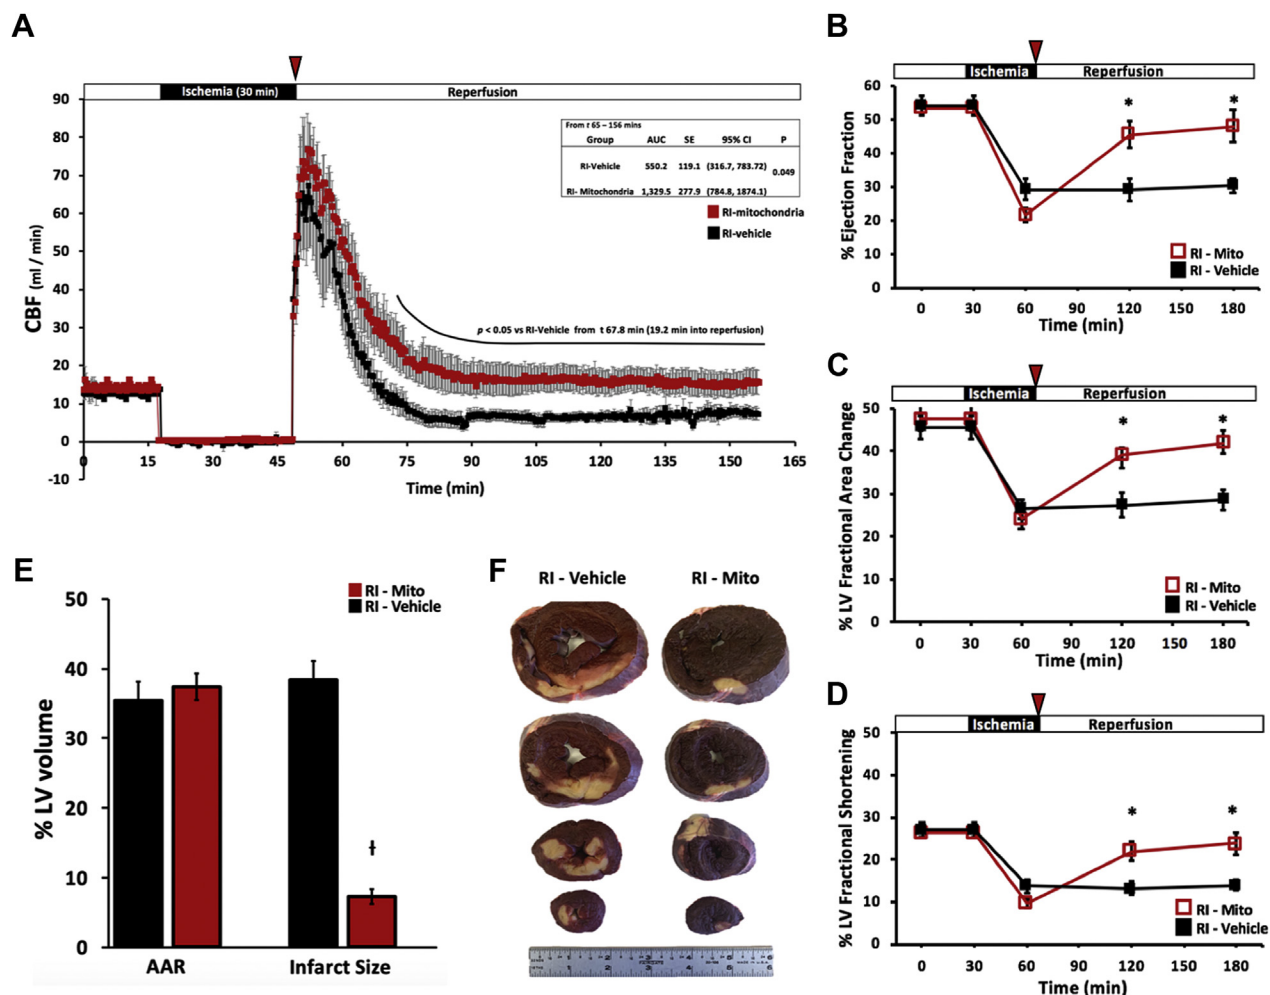 A
Ischemia (30 min)
Reperfusion
90
80
70
60
50
40
30
20
10
0
-10
CBF (ml / min)
0 15 30 45 60 75 90 105 120 135 150 165
Time (min)
From t 65 – 156 mins
Group AUC SE 95% CI P
RI-Vehicle 550.2 119.1 (316.7, 783.72)
0.049
RI- Mitochondria 1,329.5 277.9 (784.8, 1874.1)
RI-mitochondria
RI-vehicle
p < 0.05 vs RI-Vehicle from t 67.8 min (19.2 min into reperfusion)
B
Ischemia
Reperfusion
60
50
40
30
20
10
0
% Ejection Fraction
* *
RI - Mito
RI - Vehicle
0 30 60 90 120 150 180
Time (min)
C
Ischemia
Reperfusion
50
40
30
20
10
0
% LV Fractional Area Change
* *
RI - Mito
RI - Vehicle
0 30 60 90 120 150 180
Time (min)
D
Ischemia
Reperfusion
50
40
30
20
10
0
% LV Fractional Shortening
* *
RI - Mito
RI - Vehicle
0 30 60 90 120 150 180
Time (min)
E
RI - Mito
RI - Vehicle
50
40
30
20
10
0
% LV volume
†
AAR
Infarct Size
F
RI - Vehicle
RI - Mito
1 2 3 4 5 6